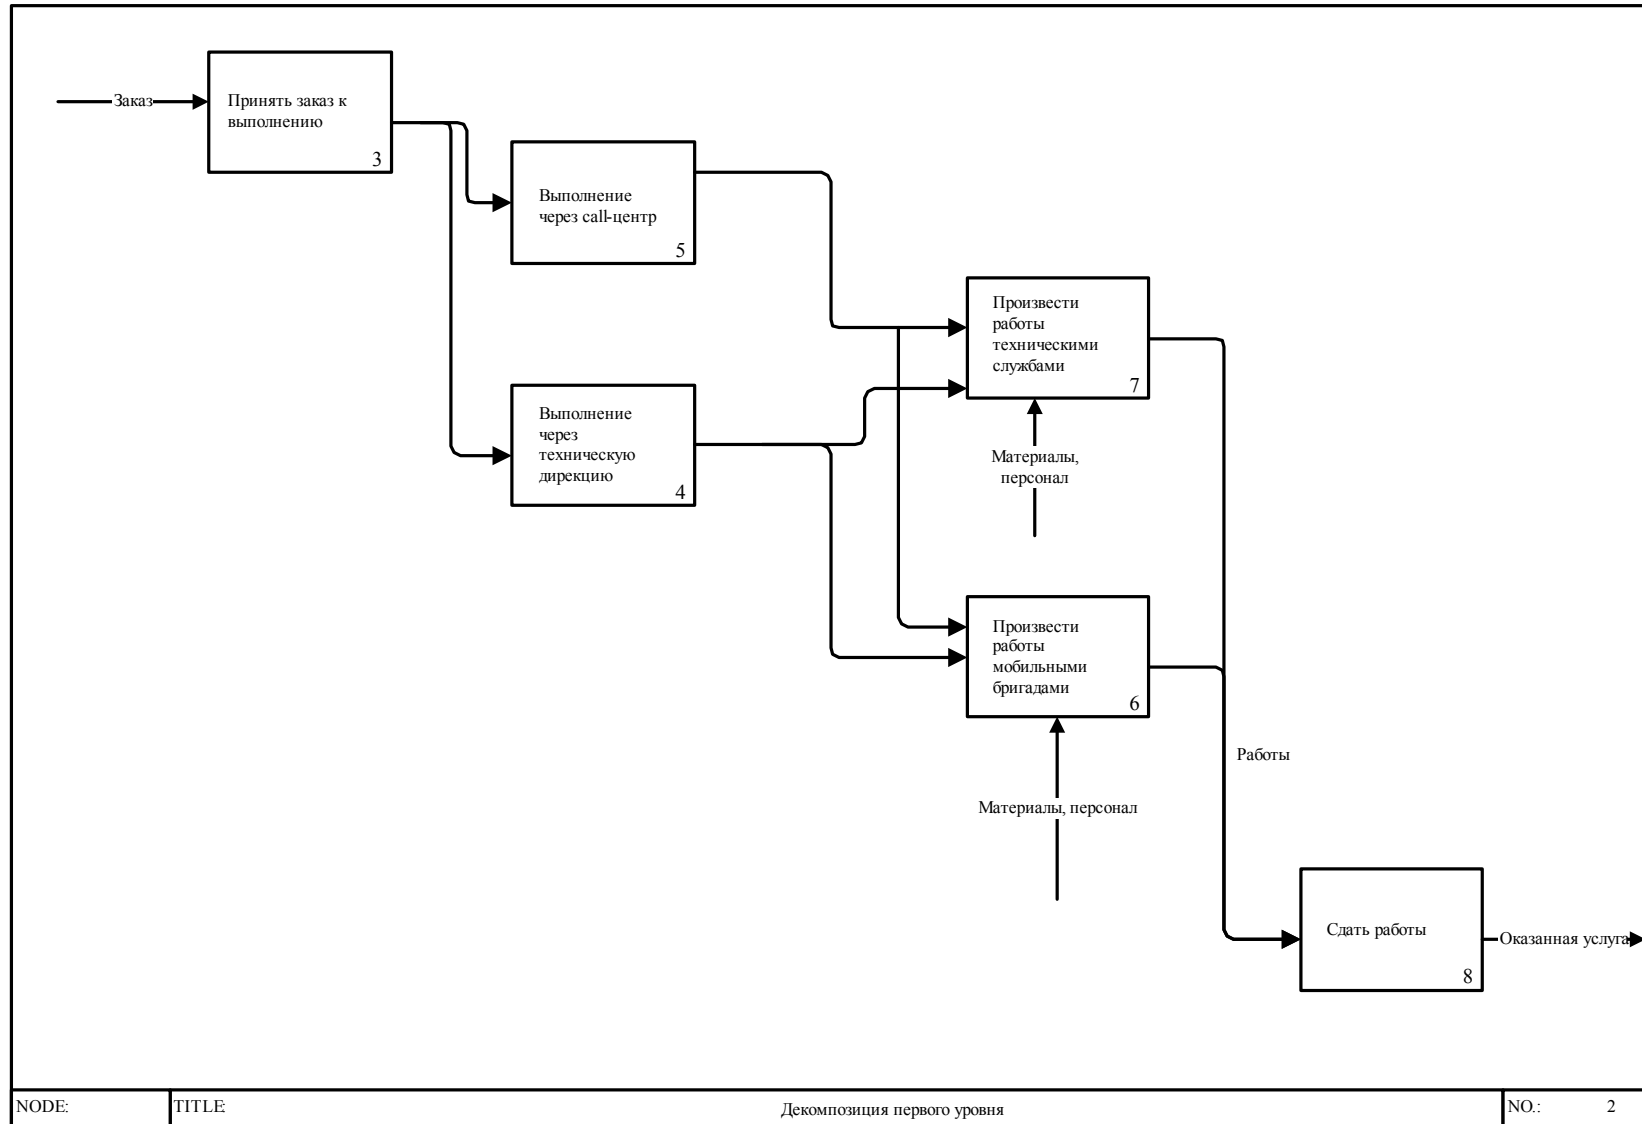 Заказ
Принять заказ к
выполнению
3
Выполнение
через call-центр
5
Произвести
работы
техническими
службами
7
Выполнение
через
техническую
дирекцию
4
Материалы,
персонал
Произвести
работы
мобильными
бригадами
6
Работы
Материалы, персонал
Сдать работы
8
Оказанная услуга
NODE:
TITLE:
Декомпозиция первого уровня
NO.: 2